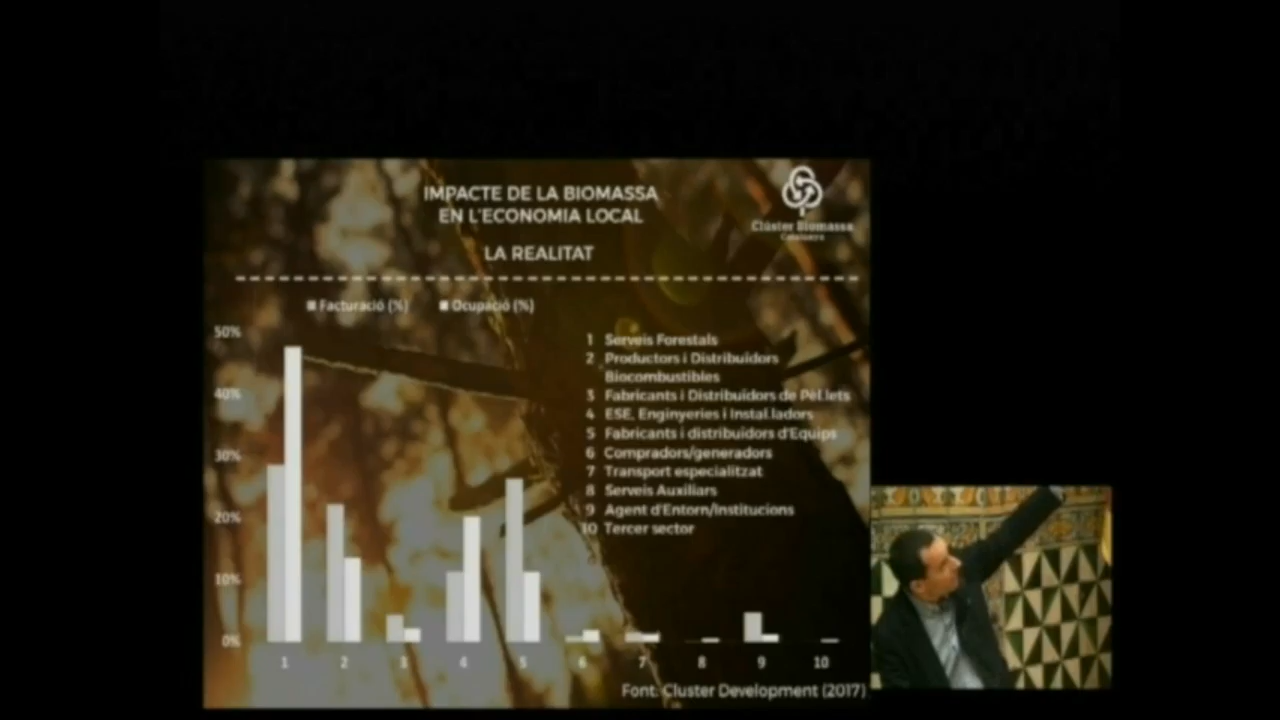 IMPACTE DE LA BIOMASSA
EN L'ECONOMIA LOCAL
LA REALITAT
Clúster Biomassa
Catalunya
Facturació (%) Ocupació (%)
50%
40%
30%
20%
10%
0%
1 2 3 4 5 6 7 8 9 10
1 Serveis Forestals
2 Productors i Distribuïdors
Biocombustibles
3 Fabricants i Distribuïdors de Pèl.lets
4 ESE, Enginyeries i Instal.ladors
5 Fabricants i distribuïdors d'Equips
6 Compradors/generadors
7 Transport especialitzat
8 Serveis Auxiliars
9 Agent d'Entorn/Institucions
10 Tercer sector
Font: Cluster Development (2017)